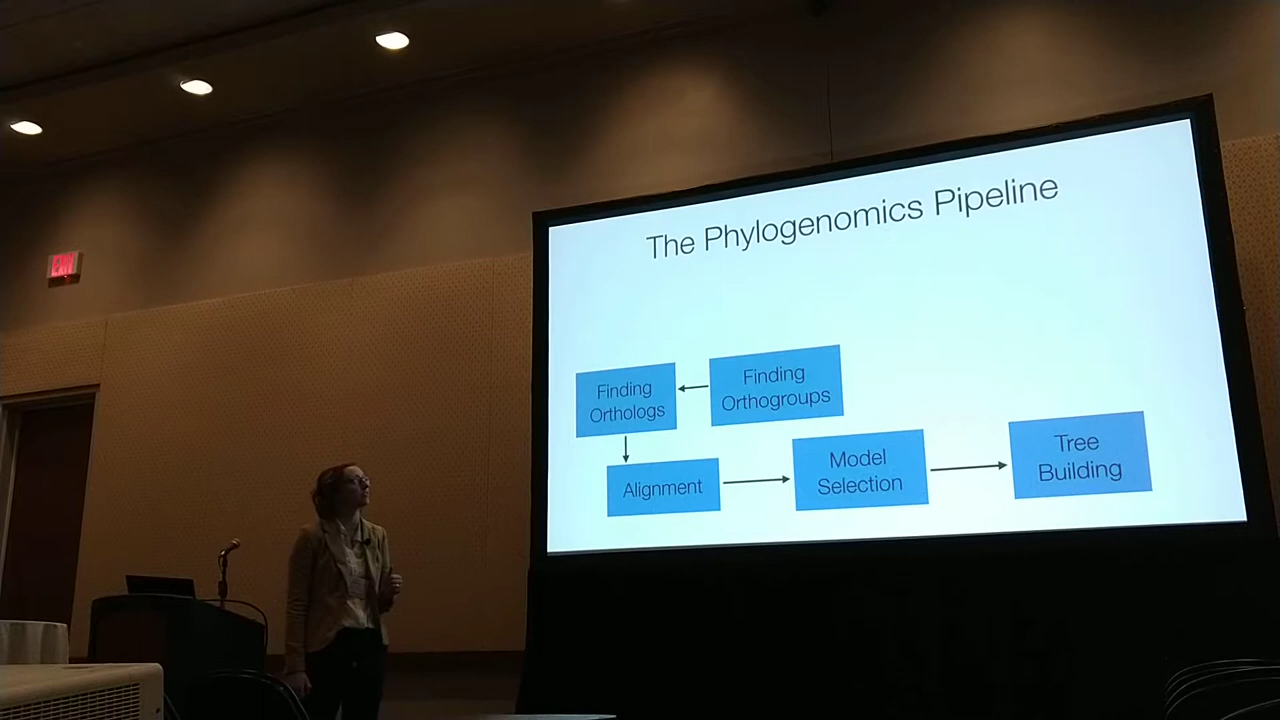 The Phylogenomics Pipeline
Finding
Orthologs
Finding
Orthogroups
Alignment
Model
Selection
Tree
Building
EXIT